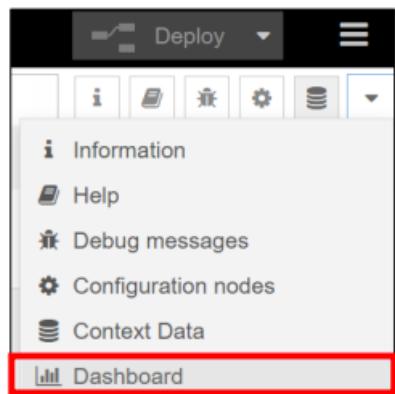 Deploy
Information
Help
Debug messages
Configuration nodes
Context Data
Dashboard